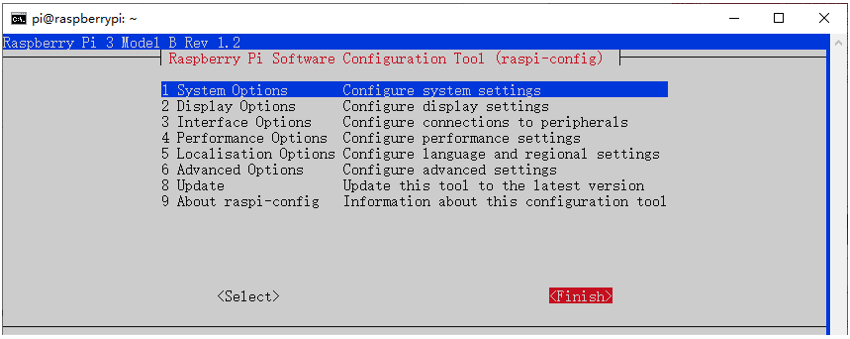 pi@raspberrypi: ~
Raspberry Pi 3 Model B Rev 1.2
Raspberry Pi Software Configuration Tool (raspi-config)
1 System Options Configure system settings
2 Display Options Configure display settings
3 Interface Options Configure connections to peripherals
4 Performance Options Configure performance settings
5 Localisation Options Configure language and regional settings
6 Advanced Options Configure advanced settings
8 Update Update this tool to the latest version
9 About raspi-config Information about this configuration tool
<Select> <Finish>